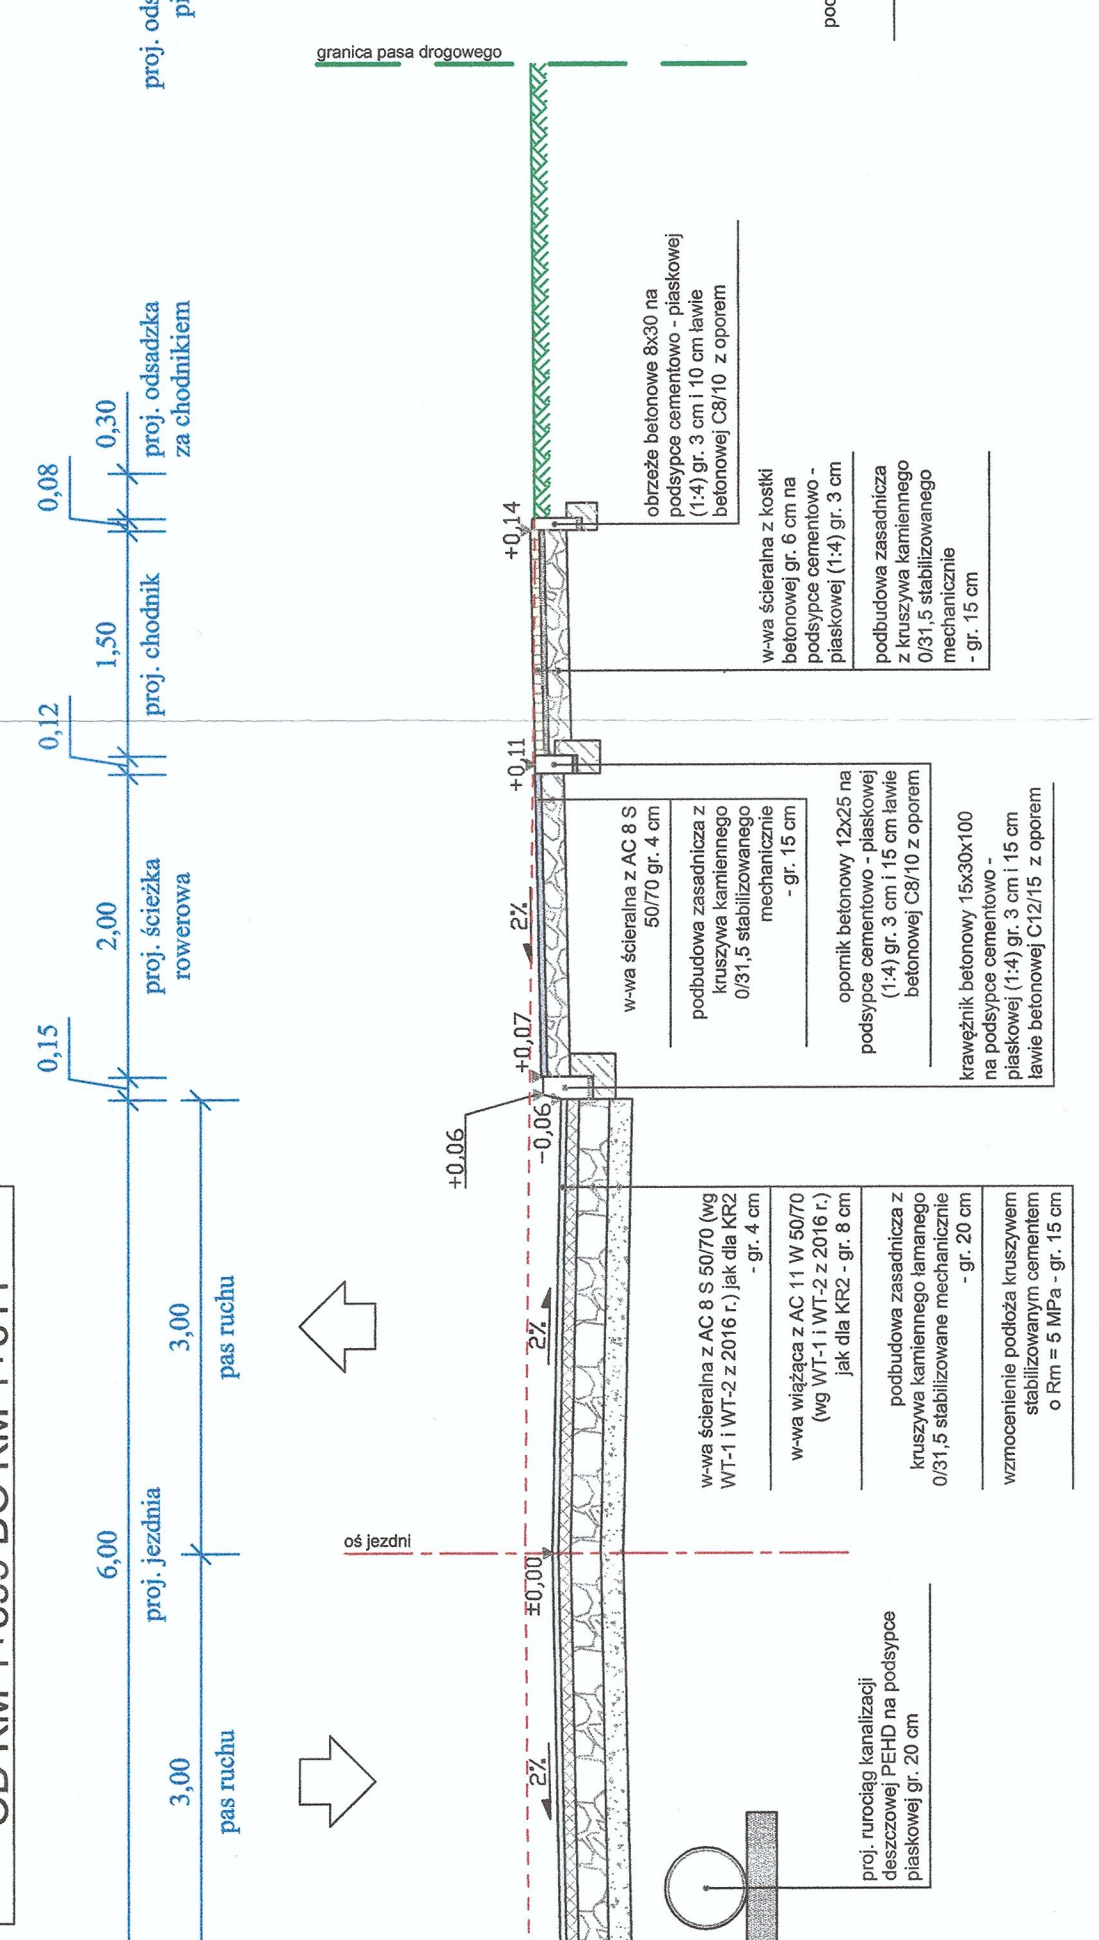 granica pasa drogowego
0,08
0,30
proj. odsadzka
za chodnikiem
1,50
proj. chodnik
0,12
2,00
proj. ścieżka
rowerowa
0,15
6,00
proj. jezdnia
3,00
pas ruchu
3,00
pas ruchu
oś jezdni
+0,14
+0,11
2%
+0,07
+0,06
-0,06
2%
±0,00
2%
obrzeże betonowe 8x30 na
podsypce cementowo - piaskowej
(1:4) gr. 3 cm i 10 cm ławie
betonowej C8/10 z oporem
w-wa ścieralna z kostki
betonowej gr. 6 cm na
podsypce cementowo -
piaskowej (1:4) gr. 3 cm
podbudowa zasadnicza
z kruszywa kamiennego
0/31,5 stabilizowanego
mechanicznie
- gr. 15 cm
w-wa ścieralna z AC 8 S
50/70 gr. 4 cm
podbudowa zasadnicza z
kruszywa kamiennego
0/31,5 stabilizowanego
mechanicznie
- gr. 15 cm
opornik betonowy 12x25 na
podsypce cementowo - piaskowej
(1:4) gr. 3 cm i 15 cm ławie
betonowej C8/10 z oporem
krawężnik betonowy 15x30x100
na podsypce cementowo -
piaskowej (1:4) gr. 3 cm i 15 cm
ławie betonowej C12/15 z oporem
w-wa ścieralna z AC 8 S 50/70 (wg
WT-1 i WT-2 z 2016 r.) jak dla KR2
- gr. 4 cm
w-wa wiążąca z AC 11 W 50/70
(wg WT-1 i WT-2 z 2016 r.)
jak dla KR2 - gr. 8 cm
podbudowa zasadnicza z
kruszywa kamiennego łamanego
0/31,5 stabilizowane mechanicznie
- gr. 20 cm
wzmocenienie podłoża kruszywem
stabilizowanym cementem
o Rm = 5 MPa - gr. 15 cm
proj. rurociąg kanalizacji
deszczowej PEHD na podsypce
piaskowej gr. 20 cm